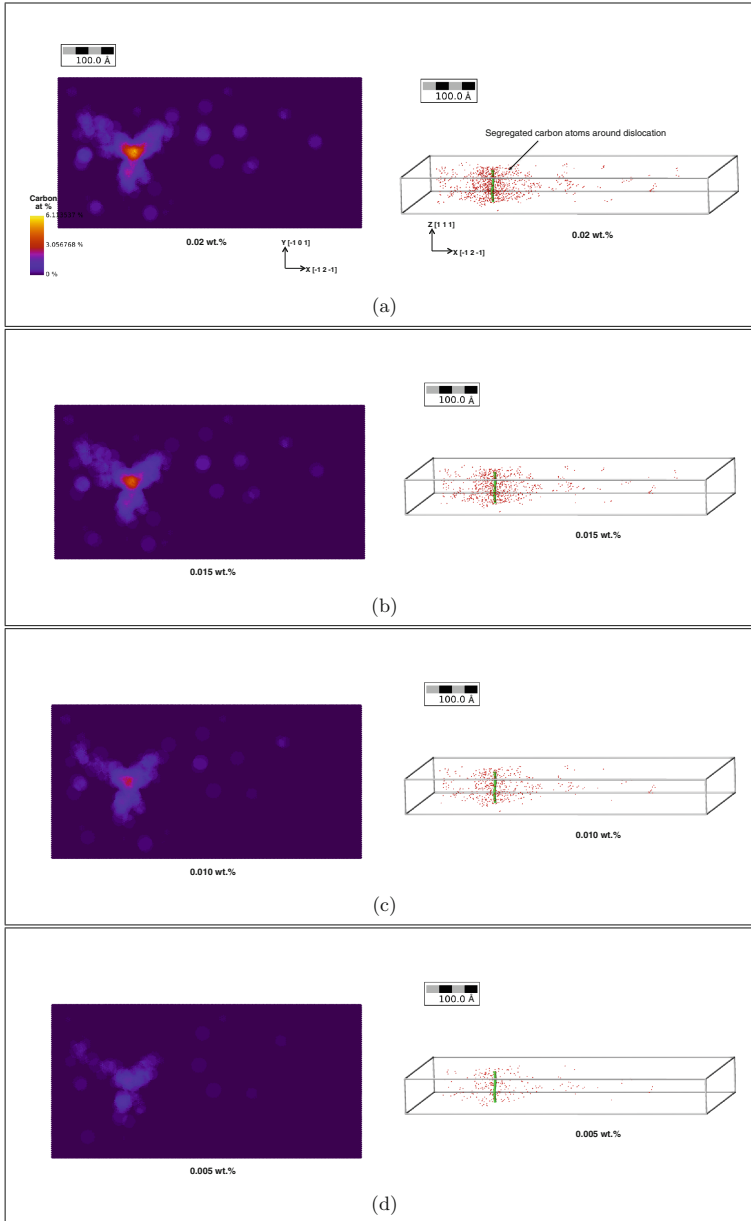 100.0 Å
100.0 Å
Segregated carbon atoms around dislocation
Carbon
at %
3.056768 %
0 %
0.02 wt.%
Y [-1 0 1]
X [-1 2 -1]
Z [1 1 1]
X [-1 2 -1]
0.02 wt.%
(a)
100.0 Å
0.015 wt.%
0.015 wt.%
(b)
100.0 Å
0.010 wt.%
0.010 wt.%
(c)
100.0 Å
0.005 wt.%
0.005 wt.%
(d)